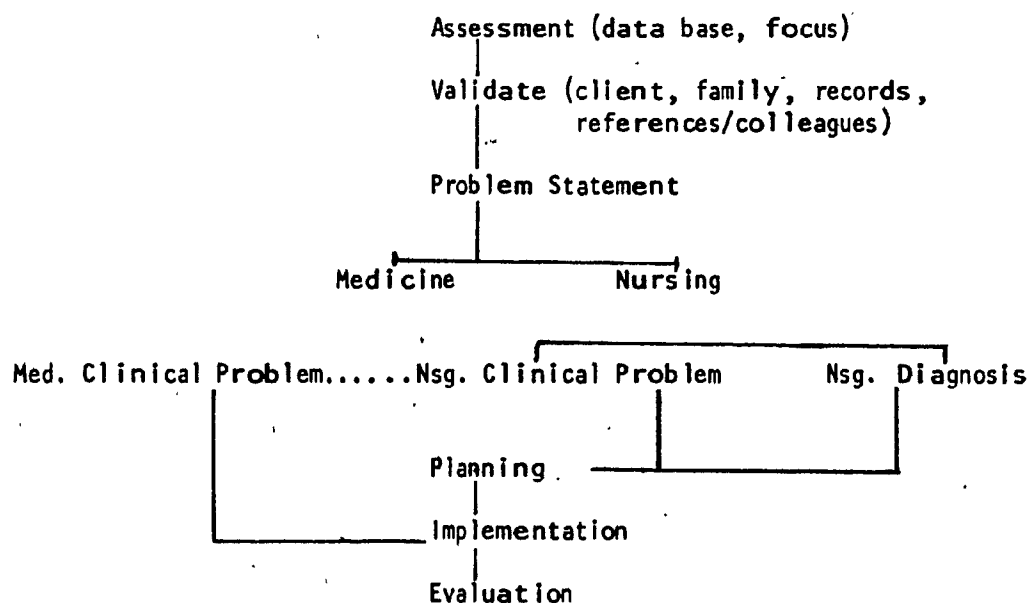 Assessment (data base, focus)
Validate (client, family, records,
references/colleagues)
Problem Statement
Medicine Nursing
Med. Clinical Problem......Nsg. Clinical Problem Nsg. Diagnosis
Planning
Implementation
Evaluation